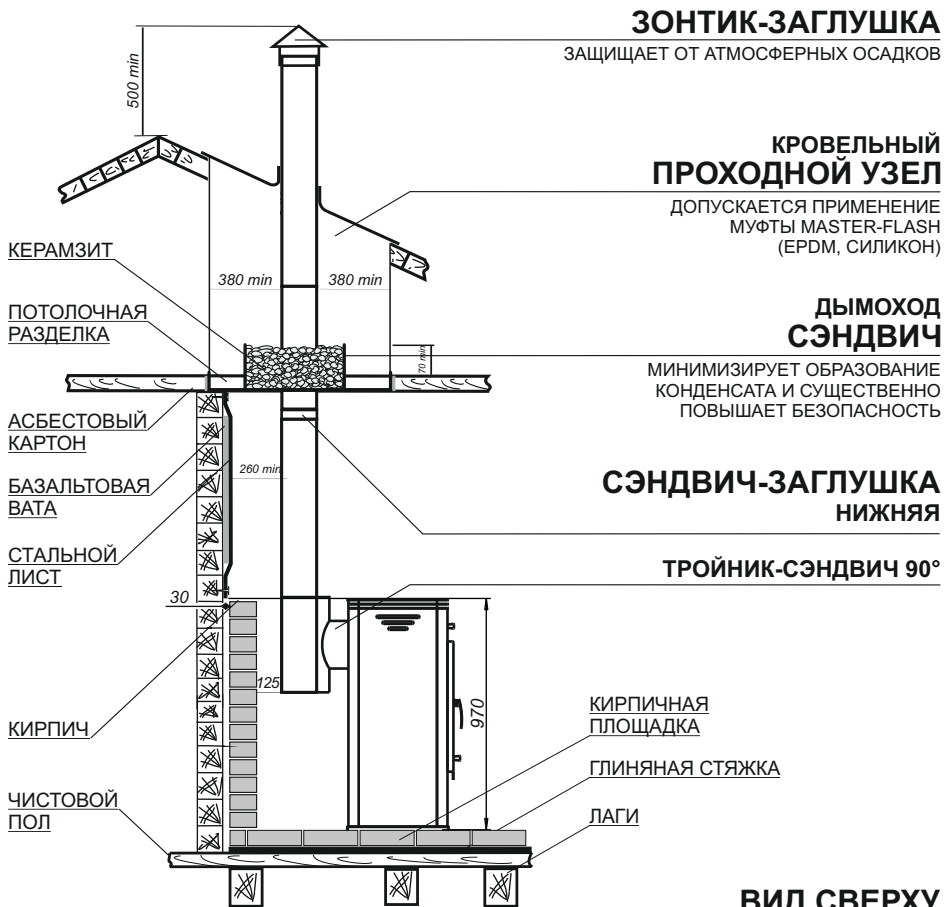 ЗОНТИК-ЗАГЛУШКА
ЗАЩИЩАЕТ ОТ АТМОСФЕРНЫХ ОСАДКОВ
500 min
КРОВЕЛЬНЫЙ
ПРОХОДНОЙ УЗЕЛ
ДОПУСКАЕТСЯ ПРИМЕНЕНИЕ
МУФТЫ MASTER-FLASH
(EPDM, СИЛИКОН)
КЕРАМЗИТ
380 min
380 min
ПОТОЛОЧНАЯ
РАЗДЕЛКА
ДЫМОХОД
СЭНДВИЧ
70 min
МИНИМИЗИРУЕТ ОБРАЗОВАНИЕ
КОНДЕНСАТА И СУЩЕСТВЕННО
ПОВЫШАЕТ БЕЗОПАСНОСТЬ
АСБЕСТОВЫЙ
КАРТОН
260 min
БАЗАЛЬТОВАЯ
ВАТА
СЭНДВИЧ-ЗАГЛУШКА
НИЖНЯЯ
СТАЛЬНОЙ
ЛИСТ
ТРОЙНИК-СЭНДВИЧ 90°
30
125
970
КИРПИЧ
КИРПИЧНАЯ
ПЛОЩАДКА
ГЛИНЯНАЯ СТЯЖКА
ЧИСТОВОЙ
ПОЛ
ЛАГИ
ВИД СВЕРХУ